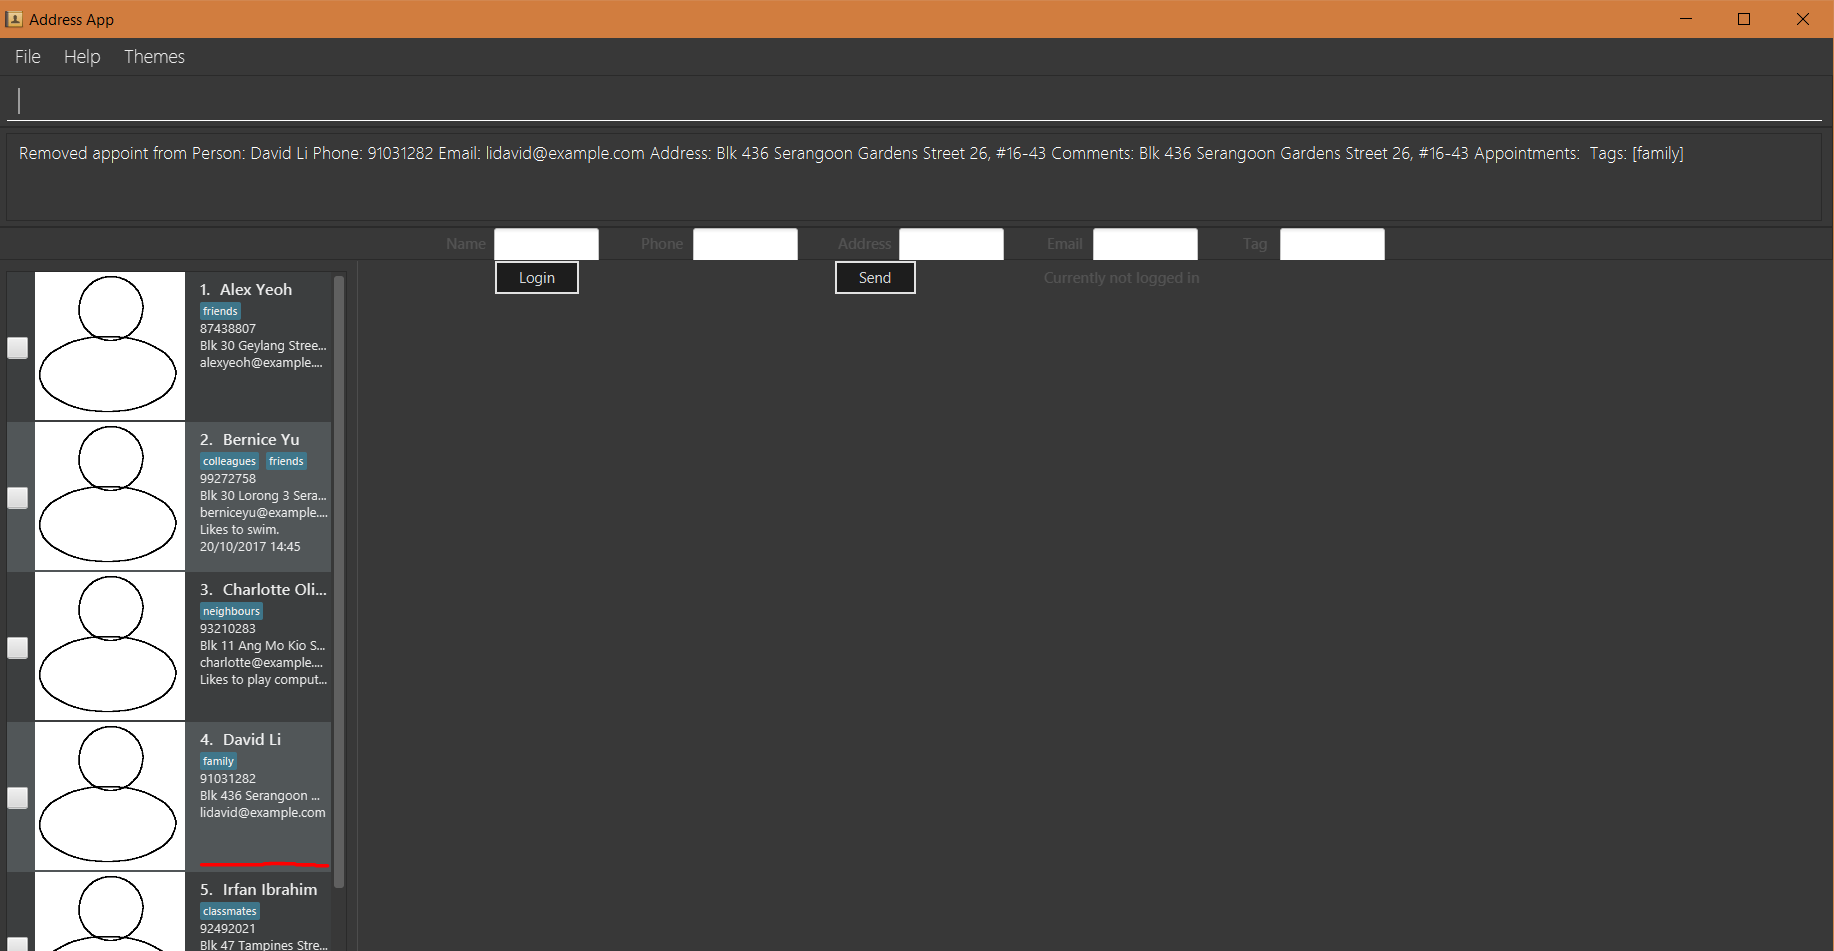 Address App
File Help Themes
Removed appoint from Person: David Li Phone: 91031282 Email: lidavid@example.com Address: Blk 436 Serangoon Gardens Street 26, #16-43 Comments: Blk 436 Serangoon Gardens Street 26, #16-43 Appointments:  Tags: [family]
Name Phone Address Email Tag
Login Send Currently not logged in
1. Alex Yeoh
friends
87438807
Blk 30 Geylang Stree...
alexyeoh@example....
2. Bernice Yu
colleagues friends
99272758
Blk 30 Lorong 3 Sera...
berniceyu@example....
Likes to swim.
20/10/2017 14:45
3. Charlotte Oli...
neighbours
93210283
Blk 11 Ang Mo Kio S...
charlotte@example....
Likes to play comput...
4. David Li
family
91031282
Blk 436 Serangoon ...
lidavid@example.com
5. Irfan Ibrahim
classmates
92492021
Blk 47 Tampines Stre...